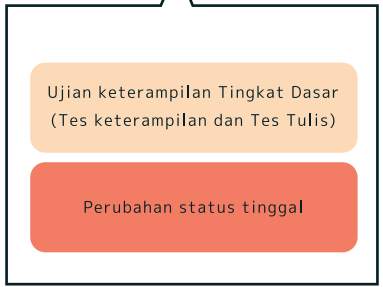 Ujian keterampilan Tingkat Dasar
(Tes keterampilan dan Tes Tulis)
Perubahan status tinggal